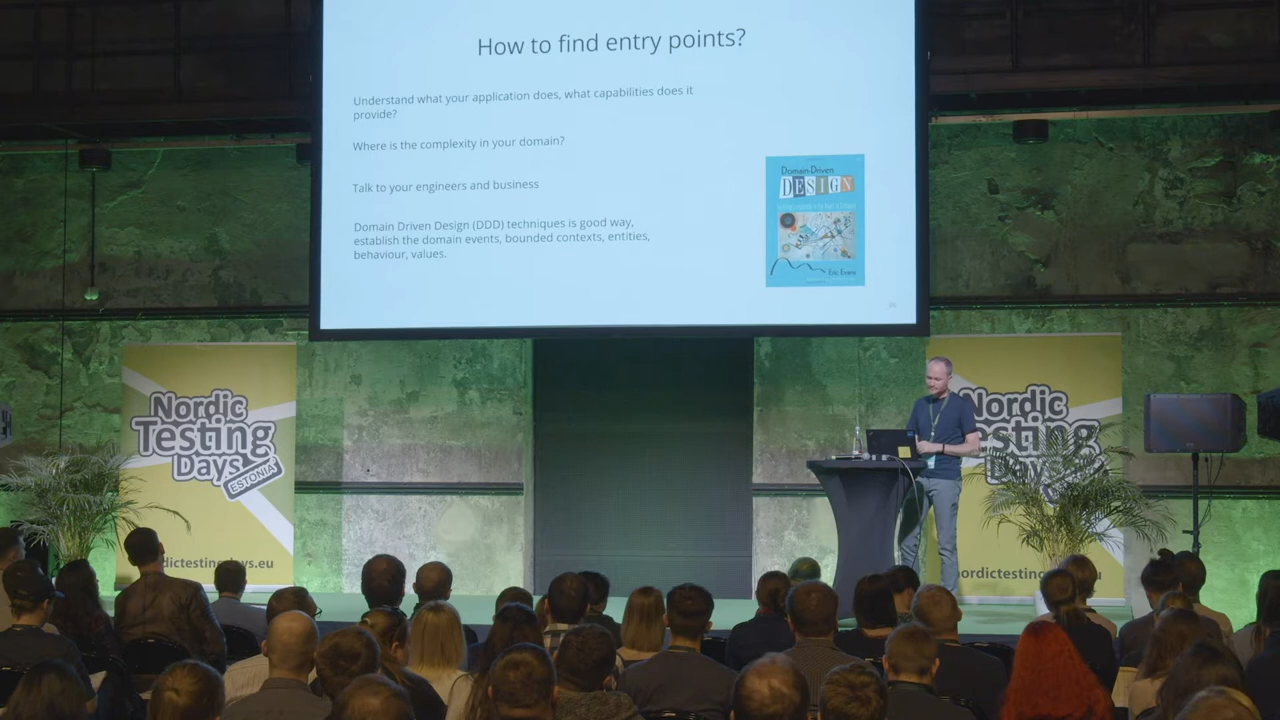 How to find entry points?
Understand what your application does, what capabilities does it
provide?
Where is the complexity in your domain?
Talk to your engineers and business
Domain Driven Design (DDD) techniques is good way,
establish the domain events, bounded contexts, entities,
behaviour, values.
Domain-Driven
DESIGN
Eric Evans
Nordic
Testing
Days
ESTONIA
Nordic
Testing
Days